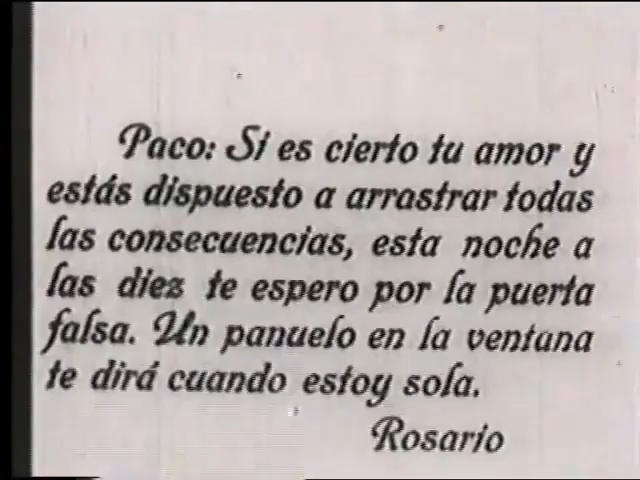 Paco: Si es cierto tu amor y
estás dispuesto a arrastrar todas
las consecuencias, esta noche a
las diez te espero por la puerta
falsa. Un panuelo en la ventana
te dirá cuando estoy sola.
Rosario